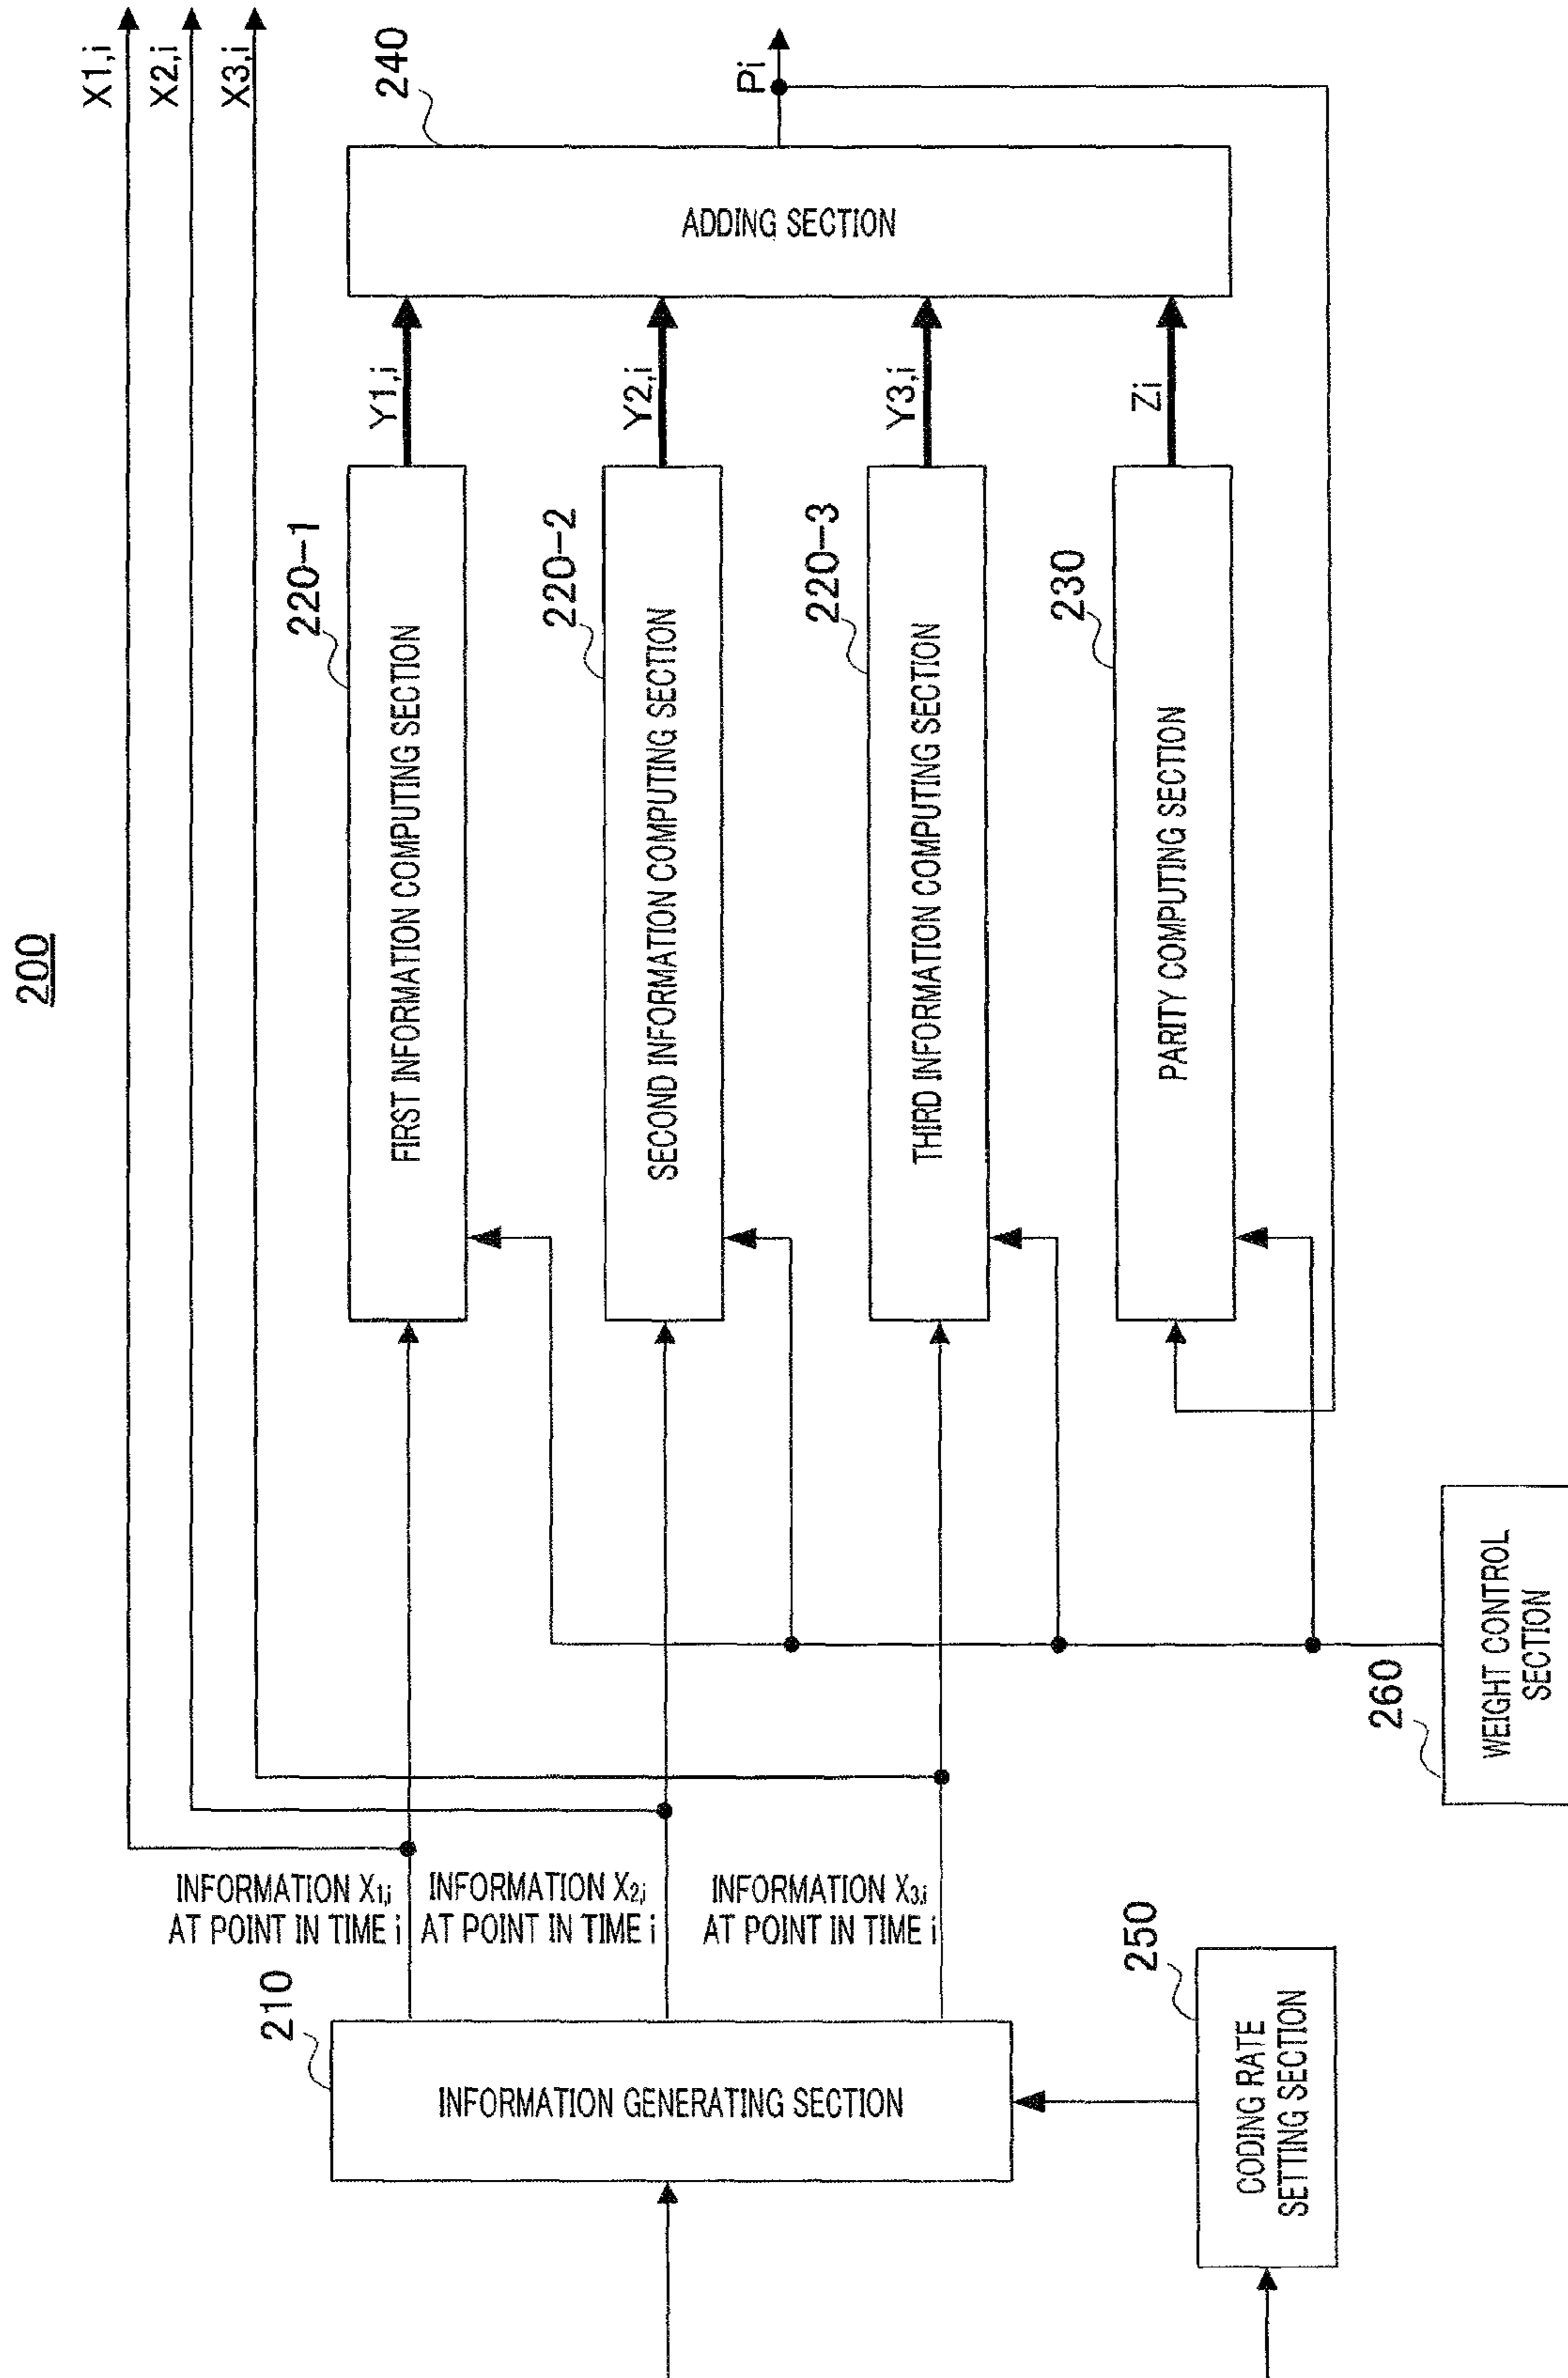 200
X1,i
X2,i
X3,i
210
INFORMATION GENERATING SECTION
INFORMATION X1,i
AT POINT IN TIME i
INFORMATION X2,i
AT POINT IN TIME i
INFORMATION X3,i
AT POINT IN TIME i
220-1
FIRST INFORMATION COMPUTING SECTION
Y1,i
220-2
SECOND INFORMATION COMPUTING SECTION
Y2,i
220-3
THIRD INFORMATION COMPUTING SECTION
Y3,i
230
PARITY COMPUTING SECTION
Zi
240
ADDING SECTION
Pi
250
CODING RATE
SETTING SECTION
260
WEIGHT CONTROL
SECTION